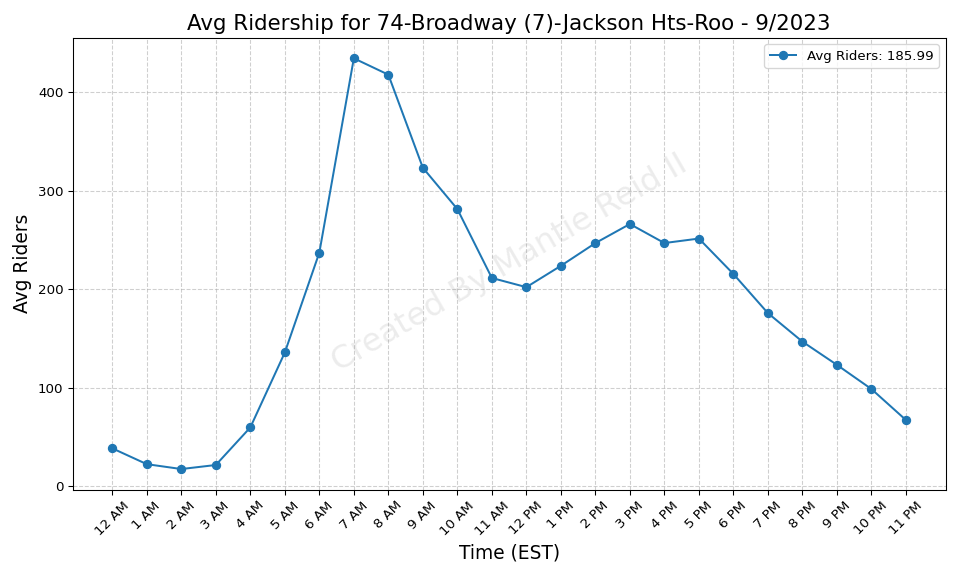 Avg Ridership for 74-Broadway (7)-Jackson Hts-Roo - 9/2023
Avg Riders: 185.99
400
300
200
100
0
Avg Riders
Created By Mantie Reid II
12 AM
1 AM
2 AM
3 AM
4 AM
5 AM
6 AM
7 AM
8 AM
9 AM
10 AM
11 AM
12 PM
1 PM
2 PM
3 PM
4 PM
5 PM
6 PM
7 PM
8 PM
9 PM
10 PM
11 PM
Time (EST)